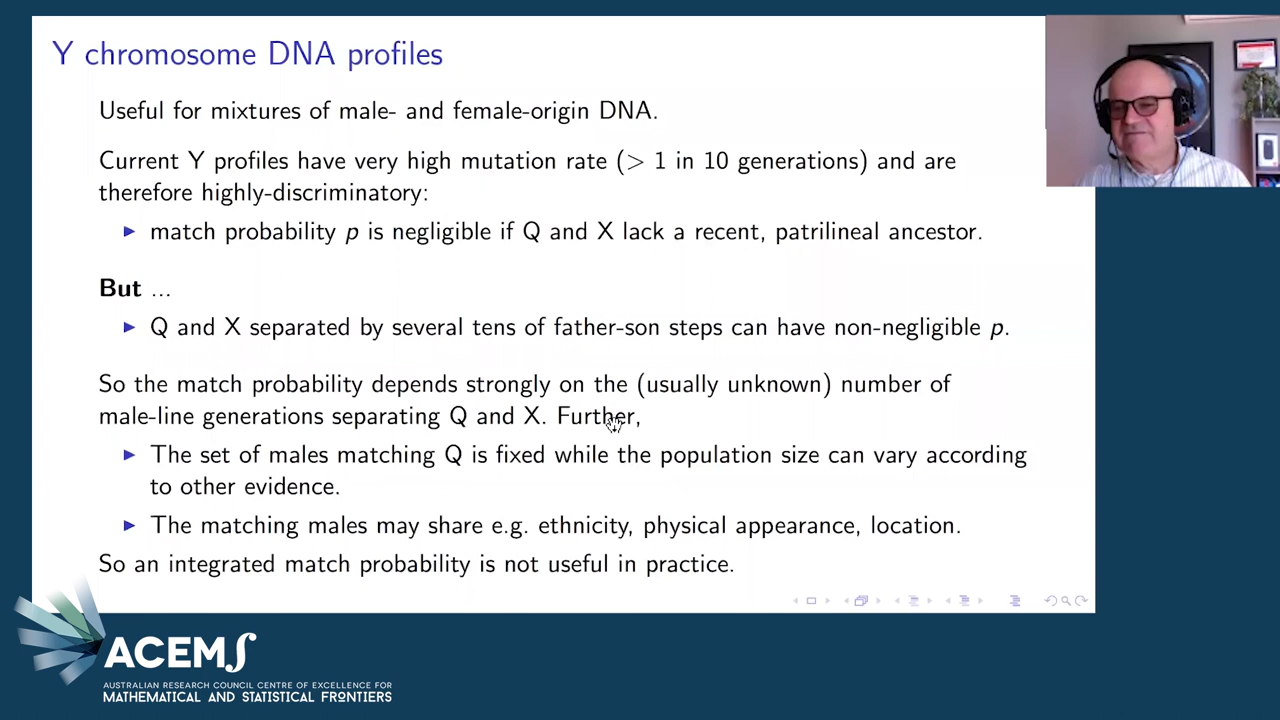 Y chromosome DNA profiles
Useful for mixtures of male- and female-origin DNA.
Current Y profiles have very high mutation rate (> 1 in 10 generations) and are
therefore highly-discriminatory:
▶ match probability p is negligible if Q and X lack a recent, patrilineal ancestor.
But ...
▶ Q and X separated by several tens of father-son steps can have non-negligible p.
So the match probability depends strongly on the (usually unknown) number of
male-line generations separating Q and X. Further,
▶ The set of males matching Q is fixed while the population size can vary according
to other evidence.
▶ The matching males may share e.g. ethnicity, physical appearance, location.
So an integrated match probability is not useful in practice.
ACEMS
AUSTRALIAN RESEARCH COUNCIL CENTRE OF EXCELLENCE FOR
MATHEMATICAL AND STATISTICAL FRONTIERS